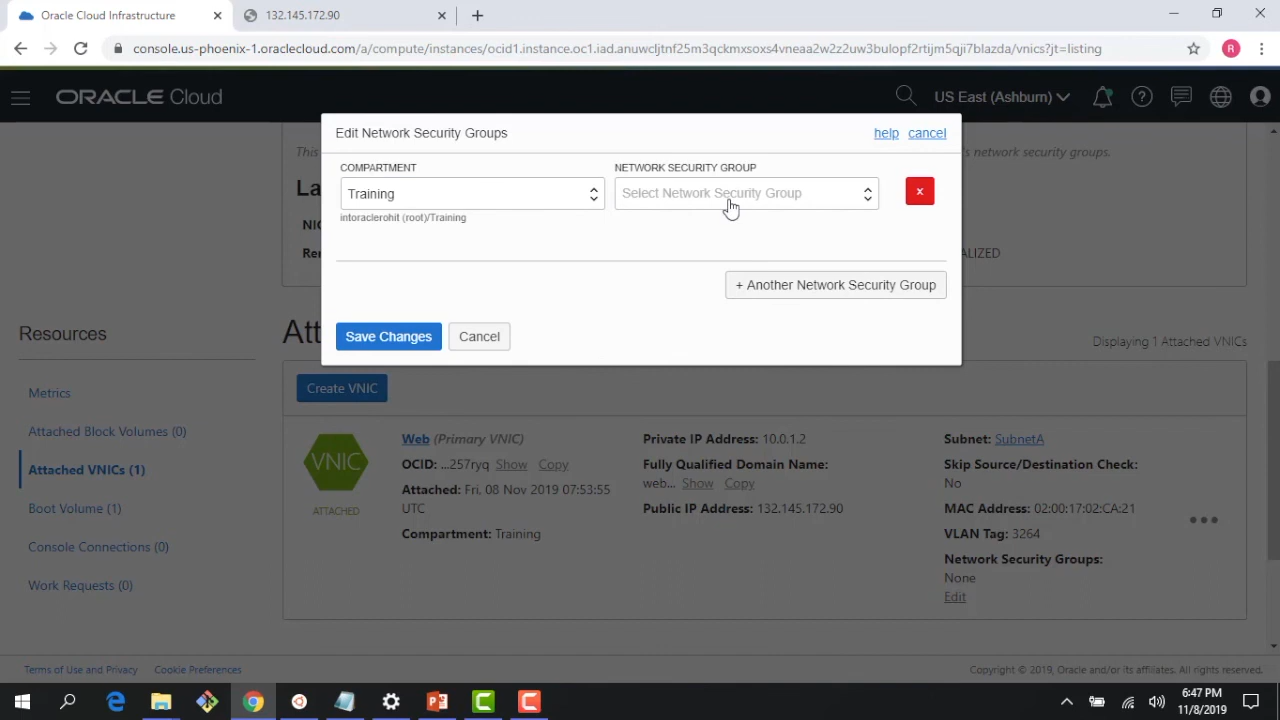 Oracle Cloud Infrastructure
132.145.172.90
console.us-phoenix-1.oraclecloud.com/a/compute/instances/ocid1.instance.oc1.iad.anuwcljtnf25m3qckmxsoxs4vneaa2w2z2uw3bulopf2rtijm5qji7blazda/vnics?jt=listing
R
ORACLE Cloud
US East (Ashburn)
Edit Network Security Groups
help
cancel
This
s network security groups.
COMPARTMENT
NETWORK SECURITY GROUP
La
Training
Select Network Security Group
x
intoraclerohit (root)/Training
NIC
Rer
ALIZED
+ Another Network Security Group
Resources
Att
Save Changes
Cancel
Displaying 1 Attached VNICs
Metrics
Create VNIC
Attached Block Volumes (0)
Attached VNICs (1)
Boot Volume (1)
Console Connections (0)
Work Requests (0)
VNIC
ATTACHED
Web (Primary VNIC)
OCID: ...257ryq Show Copy
Attached: Fri, 08 Nov 2019 07:53:55
UTC
Compartment: Training
Private IP Address: 10.0.1.2
Fully Qualified Domain Name:
web... Show Copy
Public IP Address: 132.145.172.90
Subnet: SubnetA
Skip Source/Destination Check:
No
MAC Address: 02:00:17:02:CA:21
VLAN Tag: 3264
Network Security Groups:
None
Edit
Terms of Use and Privacy
Cookie Preferences
Copyright © 2019, Oracle and/or its affiliates. All rights reserved.
6:47 PM
11/8/2019